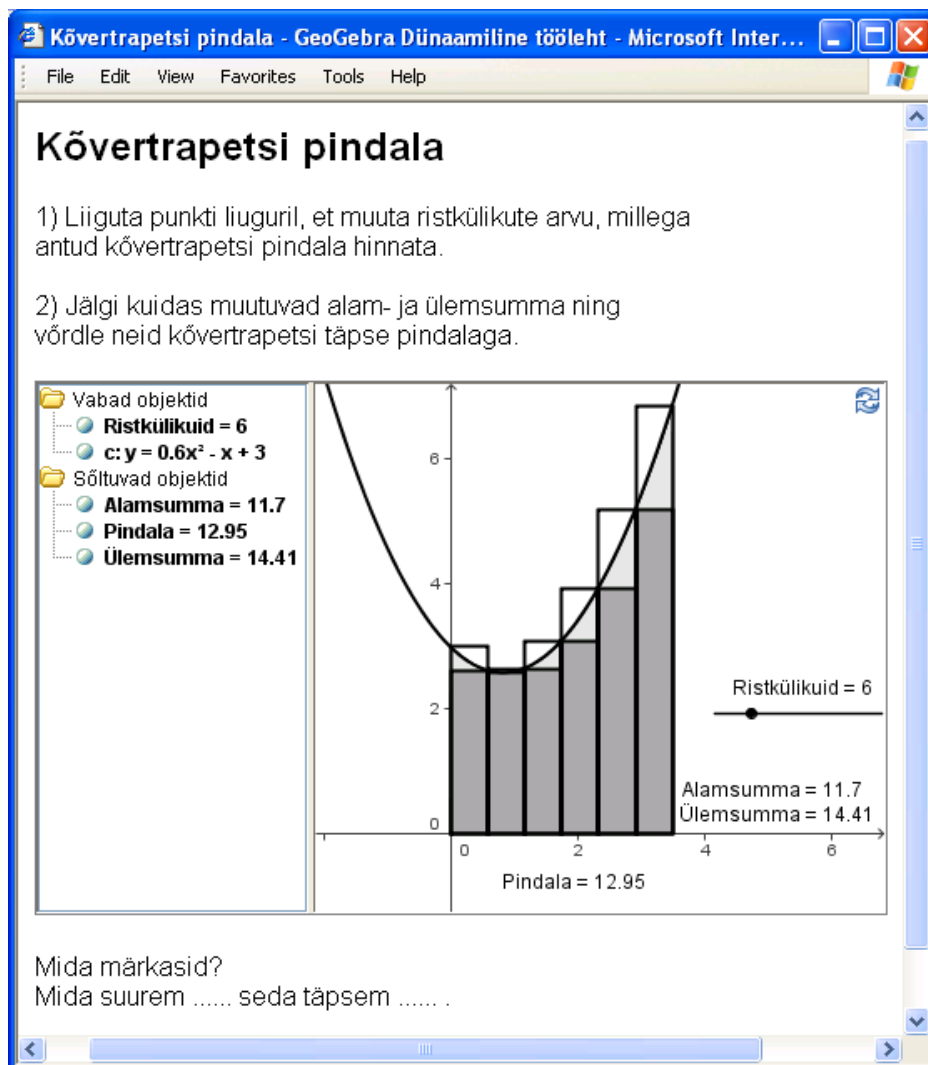 Kõvertrapetsi pindala - GeoGebra Dünaamiline tööleht - Microsoft Inter...
File Edit View Favorites Tools Help
Kõvertrapetsi pindala
1) Liiguta punkti liuguril, et muuta ristkülikute arvu, millega
antud kõvertrapetsi pindala hinnata.
2) Jälgi kuidas muutuvad alam- ja ülemsumma ning
võrdle neid kõvertrapetsi täpse pindalaga.
Vabad objektid
Ristkülikuid = 6
c: y = 0.6x² - x + 3
Sõltuvad objektid
Alamsumma = 11.7
Pindala = 12.95
Ülemsumma = 14.41
6
4
2
0
Ristkülikuid = 6
Alamsumma = 11.7
Ülemsumma = 14.41
0 2 4 6
Pindala = 12.95
Mida märkasid?
Mida suurem ...... seda täpsem ...... .